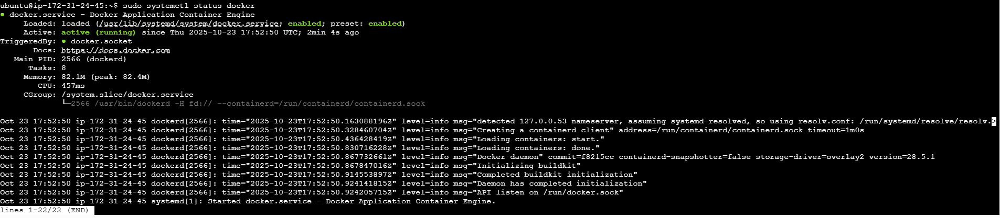 ubuntu@ip-172-31-24-45:~$ sudo systemctl status docker
● docker.service - Docker Application Container Engine
     Loaded: loaded (/usr/lib/systemd/system/docker.service; enabled; preset: enabled)
     Active: active (running) since Thu 2025-10-23 17:52:50 UTC; 2min 4s ago
TriggeredBy: ● docker.socket
       Docs: https://docs.docker.com
   Main PID: 2566 (dockerd)
      Tasks: 8
     Memory: 82.1M (peak: 82.4M)
        CPU: 457ms
     CGroup: /system.slice/docker.service
             └─2566 /usr/bin/dockerd -H fd:// --containerd=/run/containerd/containerd.sock

Oct 23 17:52:50 ip-172-31-24-45 dockerd[2566]: time="2025-10-23T17:52:50.163088196Z" level=info msg="detected 127.0.0.53 nameserver, assuming systemd-resolved, so using resolv.conf: /run/systemd/resolve/resolv.>
Oct 23 17:52:50 ip-172-31-24-45 dockerd[2566]: time="2025-10-23T17:52:50.328460704Z" level=info msg="Creating a containerd client" address=/run/containerd/containerd.sock timeout=1m0s
Oct 23 17:52:50 ip-172-31-24-45 dockerd[2566]: time="2025-10-23T17:52:50.436428419Z" level=info msg="Loading containers: start."
Oct 23 17:52:50 ip-172-31-24-45 dockerd[2566]: time="2025-10-23T17:52:50.830716228Z" level=info msg="Loading containers: done."
Oct 23 17:52:50 ip-172-31-24-45 dockerd[2566]: time="2025-10-23T17:52:50.867732661Z" level=info msg="Docker daemon" commit=f8215cc containerd-snapshotter=false storage-driver=overlay2 version=28.5.1
Oct 23 17:52:50 ip-172-31-24-45 dockerd[2566]: time="2025-10-23T17:52:50.867847016Z" level=info msg="Initializing buildkit"
Oct 23 17:52:50 ip-172-31-24-45 dockerd[2566]: time="2025-10-23T17:52:50.914553897Z" level=info msg="Completed buildkit initialization"
Oct 23 17:52:50 ip-172-31-24-45 dockerd[2566]: time="2025-10-23T17:52:50.924141815Z" level=info msg="Daemon has completed initialization"
Oct 23 17:52:50 ip-172-31-24-45 dockerd[2566]: time="2025-10-23T17:52:50.924205715Z" level=info msg="API listen on /run/docker.sock"
Oct 23 17:52:50 ip-172-31-24-45 systemd[1]: Started docker.service - Docker Application Container Engine.
lines 1-22/22 (END)